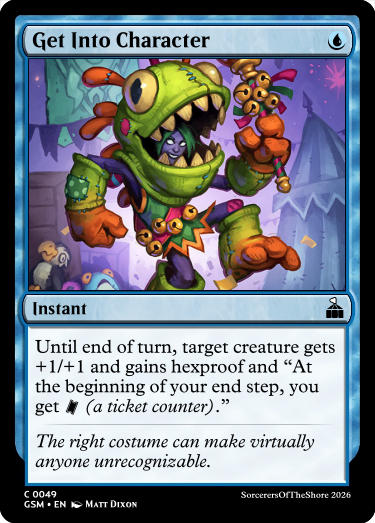 Get Into Character
Instant
Until end of turn, target creature gets
+1/+1 and gains hexproof and “At
the beginning of your end step, you
get (a ticket counter).”
The right costume can make virtually
anyone unrecognizable.
C 0049
GSM • EN Matt Dixon
SorcerersOfTheShore 2026